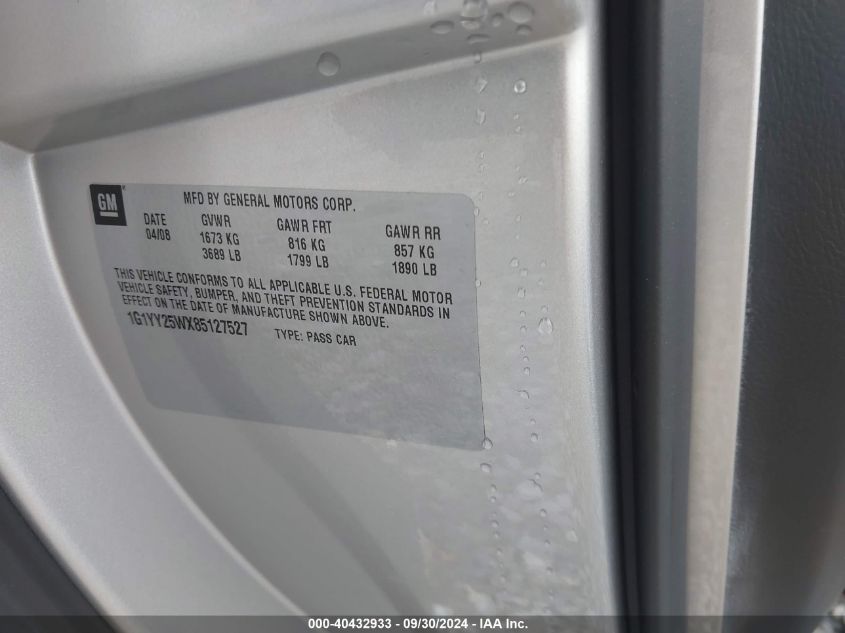 GM
MFD BY GENERAL MOTORS CORP.
DATE GVWR GAWR FRT GAWR RR
04/08 1673 KG 816 KG 857 KG
3689 LB 1799 LB 1890 LB
THIS VEHICLE CONFORMS TO ALL APPLICABLE U.S. FEDERAL MOTOR
VEHICLE SAFETY, BUMPER, AND THEFT PREVENTION STANDARDS IN
EFFECT ON THE DATE OF MANUFACTURE SHOWN ABOVE.
1G1YY25WX85127527 TYPE: PASS CAR
000-40432933 - 09/30/2024 - IAA Inc.